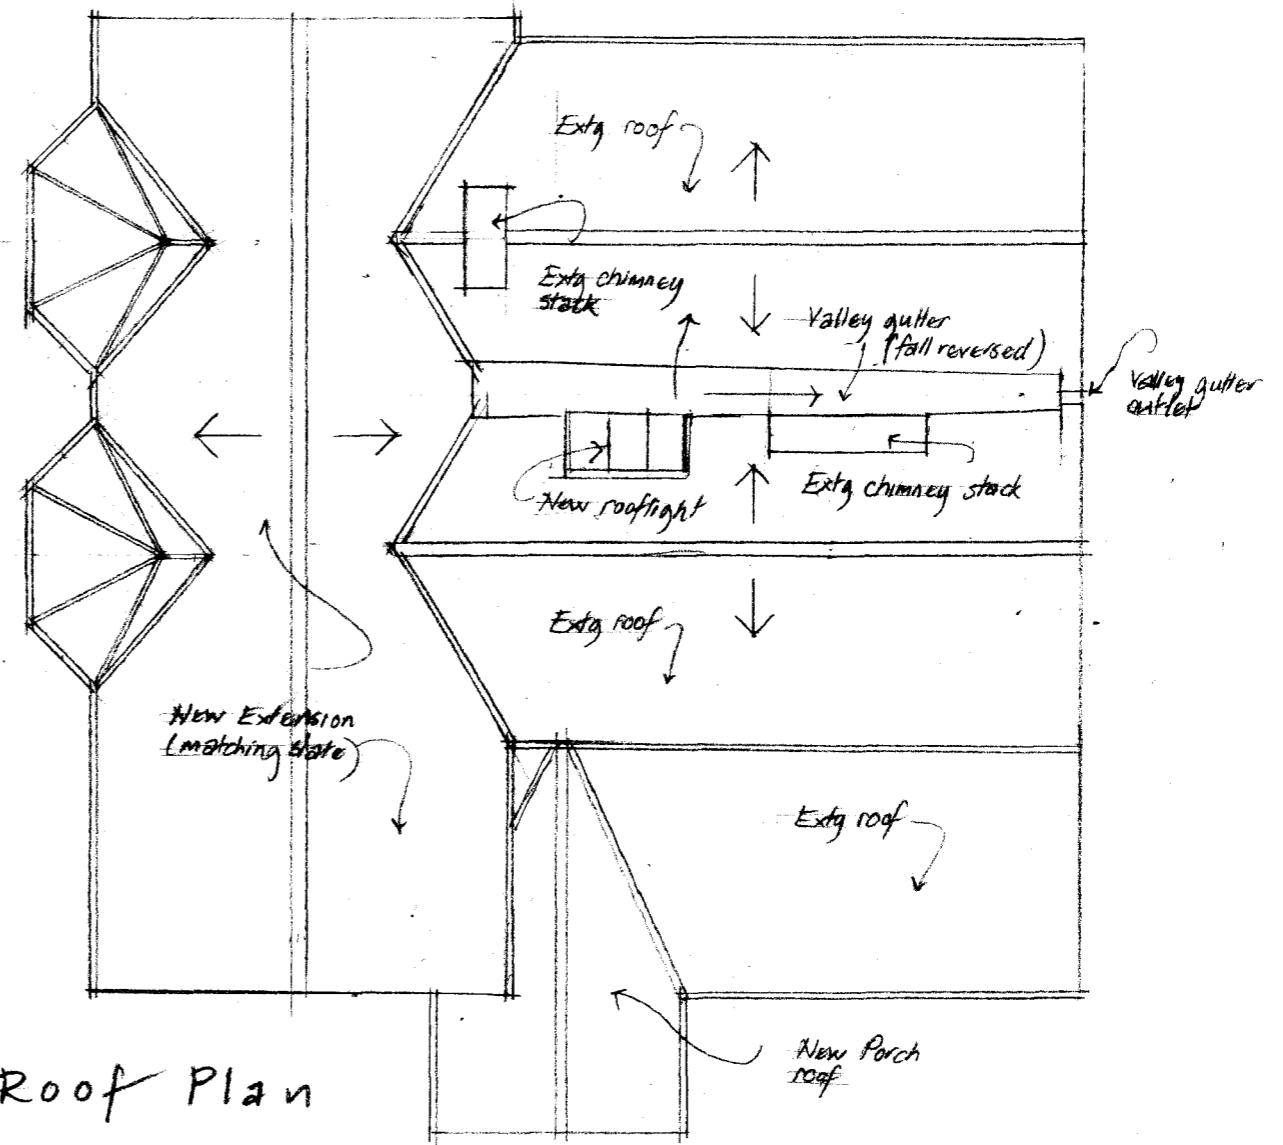 Extg roof
Extg chimney
stack
Valley gutter
(fall reversed)
Valley gutter
outlet
New rooflight
Extg chimney stack
Extg roof
New Extension
(matching slate)
Extg roof
New Porch
roof
Roof Plan